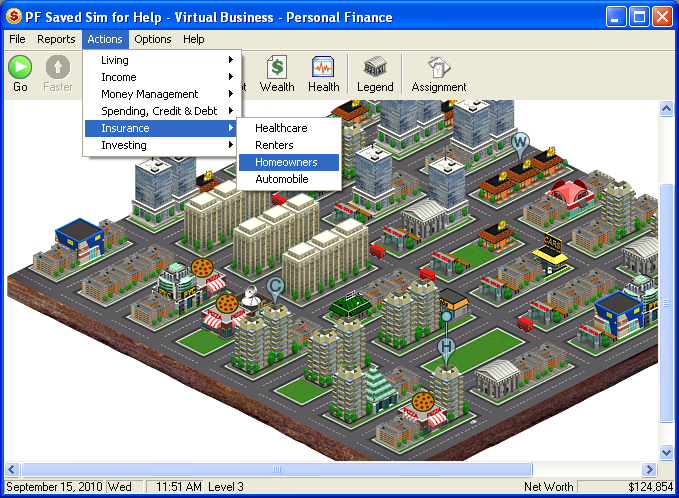 PF Saved Sim for Help - Virtual Business - Personal Finance
File Reports Actions Options Help
Go Faster Wealth Health Legend Assignment
Living
Income
Money Management
Spending, Credit & Debt
Insurance
Investing
Healthcare
Renters
Homeowners
Automobile
W
CARS
C
H
September 15, 2010 Wed 11:51 AM Level 3 Net Worth $124,854